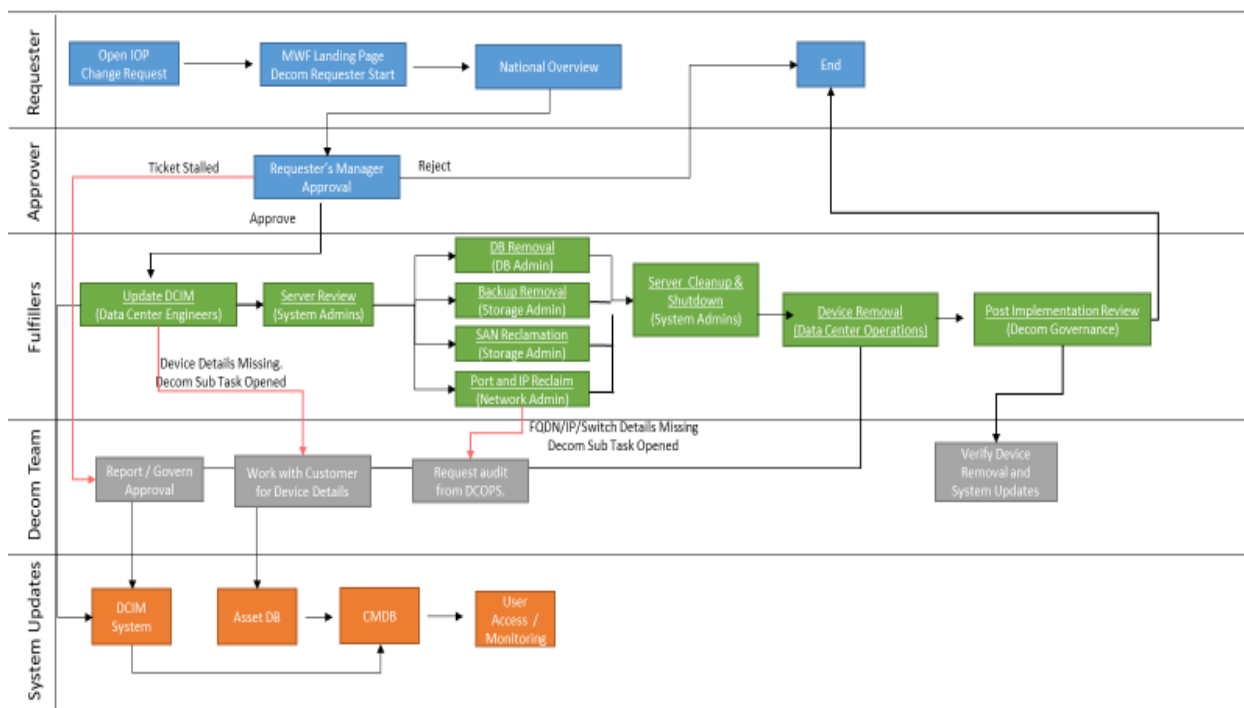 Requester
Open IOP
Change Request
MWF Landing Page
Decom Requester Start
National Overview
End
Approver
Ticket Stalled
Requester's Manager
Approval
Reject
Approve
Fulfillers
Update DCIM
(Data Center Engineers)
Server Review
(System Admins)
DB Removal
(DB Admin)
Backup Removal
(Storage Admin)
SAN Reclamation
(Storage Admin)
Port and IP Reclaim
(Network Admin)
Server Cleanup &
Shutdown
(System Admins)
Device Removal
(Data Center Operations)
Post Implementation Review
(Decom Governance)
Device Details Missing.
Decom Sub Task Opened
FQDN/IP/Switch Details Missing
Decom Sub Task Opened
Decom Team
Report / Govern
Approval
Work with Customer
for Device Details
Request audit
from DCOPS.
Verify Device
Removal and
System Updates
System Updates
DCIM
System
Asset DB
CMDB
User
Access /
Monitoring